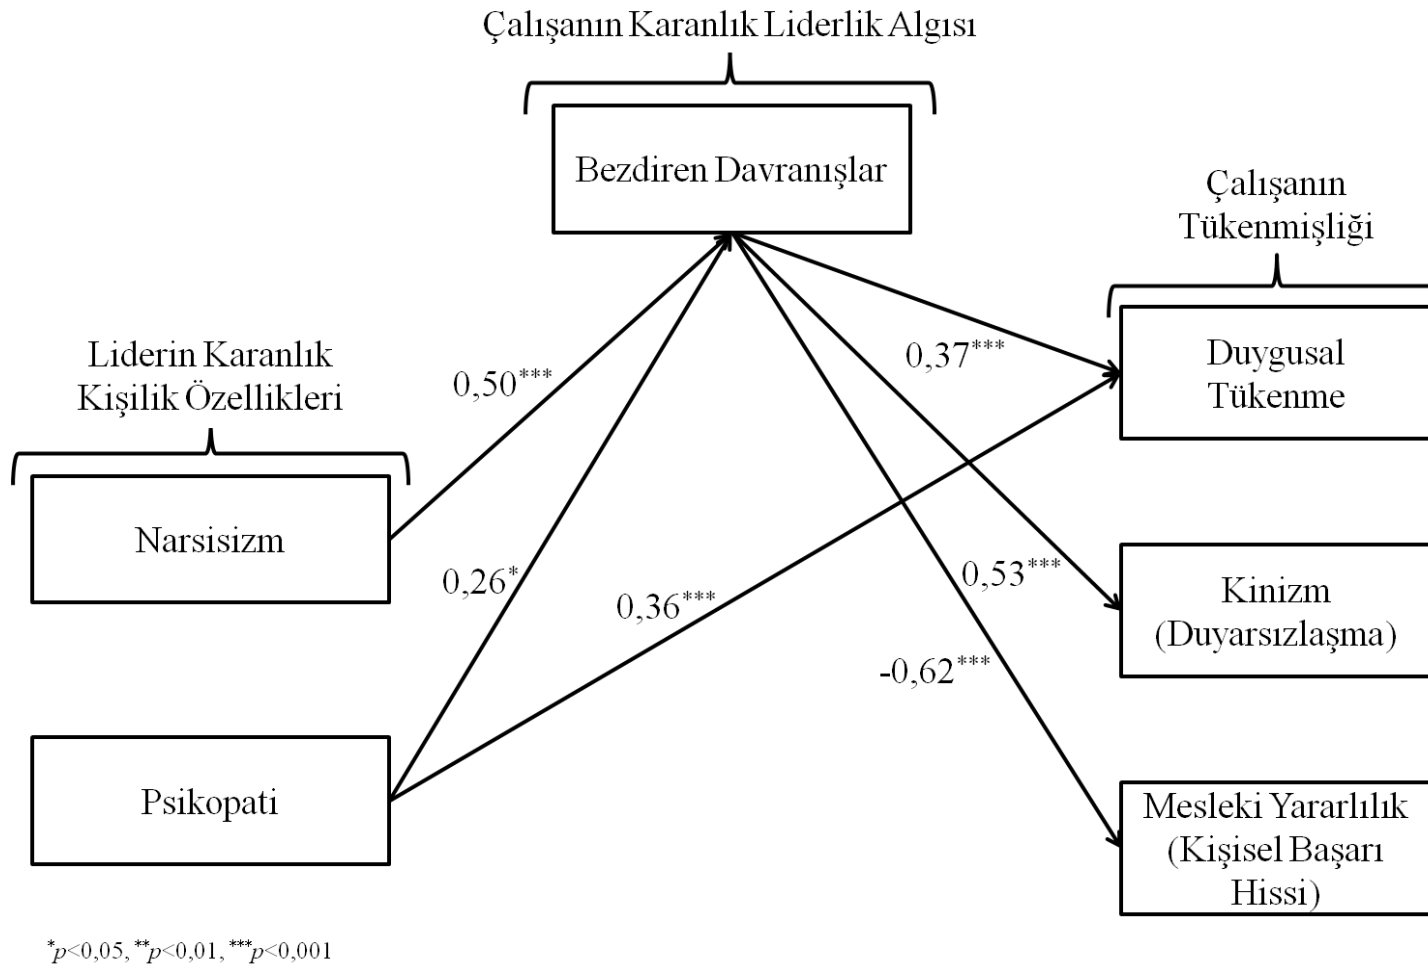 Çalışanın Karanlık Liderlik Algısı
Bezdiren Davranışlar
Çalışanın
Tükenmişliği
Liderin Karanlık
Kişilik Özellikleri
0,50***
0,37***
Duygusal
Tükenme
Narsisizm
0,26*
0,36***
0,53***
Kinizm
(Duyarsızlaşma)
-0,62***
Psikopati
Mesleki Yararlılık
(Kişisel Başarı
Hissi)
*p<0,05, **p<0,01, ***p<0,001